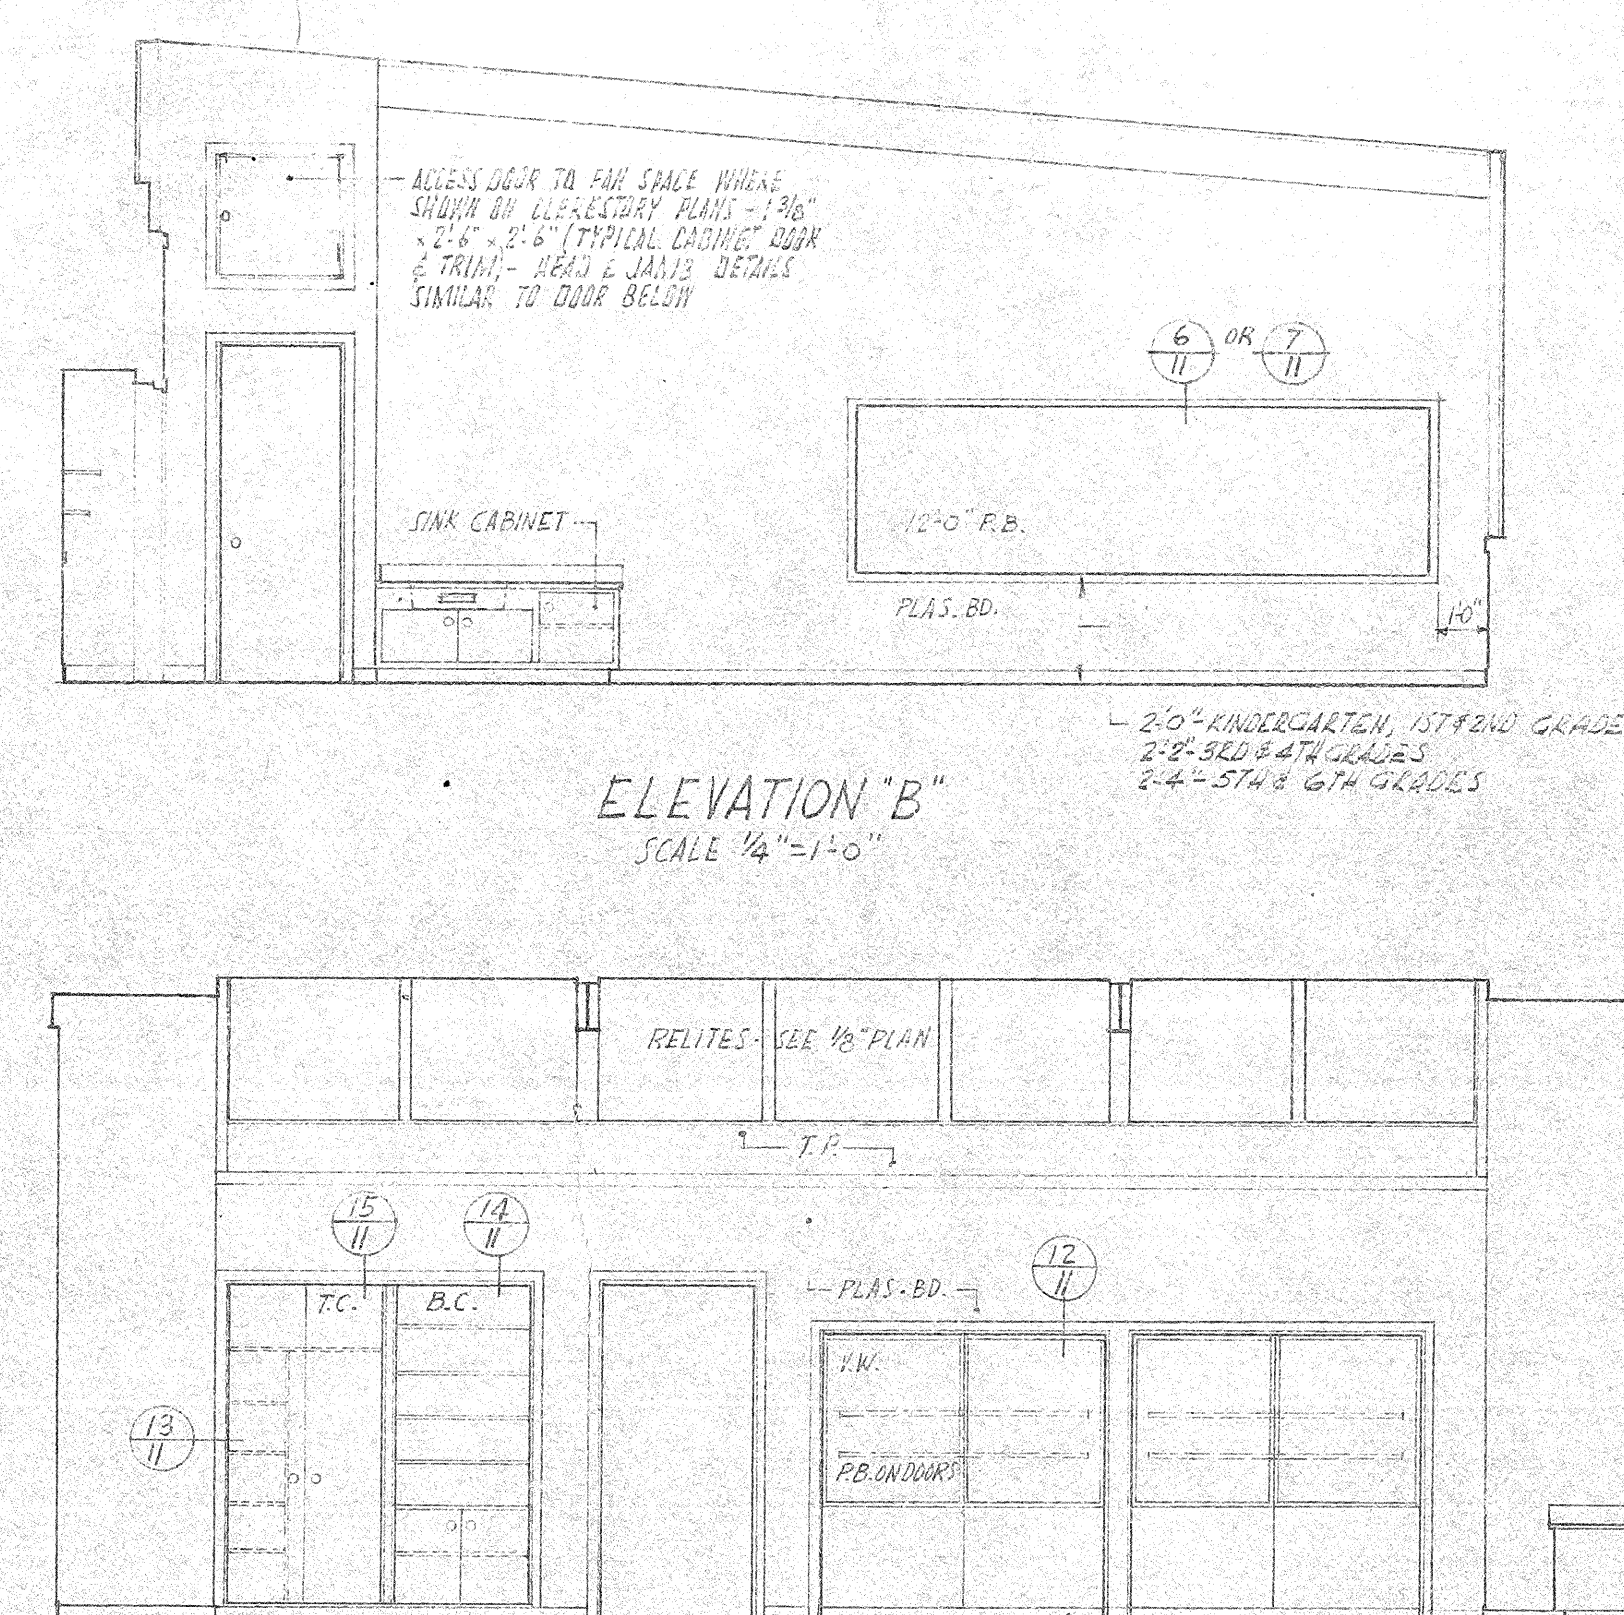 ACCESS DOOR TO FAN SPACE WHERE
SHOWN ON CLERESTORY PLANS - 1 3/8"
x 2'-6" x 2'-6" (TYPICAL CABINET DOOR
& TRIM) - HEAD & JAMB DETAILS
SIMILAR TO DOOR BELOW
6
11
OR
7
11
SINK CABINET
12'-0" P.B.
PLAS. BD.
1'-0"
2'-0"-KINDERGARTEN, 1ST & 2ND GRADE
2'-2"-3RD & 4TH GRADES
2'-4"-5TH & 6TH GRADES
ELEVATION "B"
SCALE 1/4"=1'-0"
RELITES - SEE 1/8" PLAN
T.P.
15
11
14
11
12
11
T.C.
B.C.
PLAS. BD.
13
11
P.B. ON DOORS